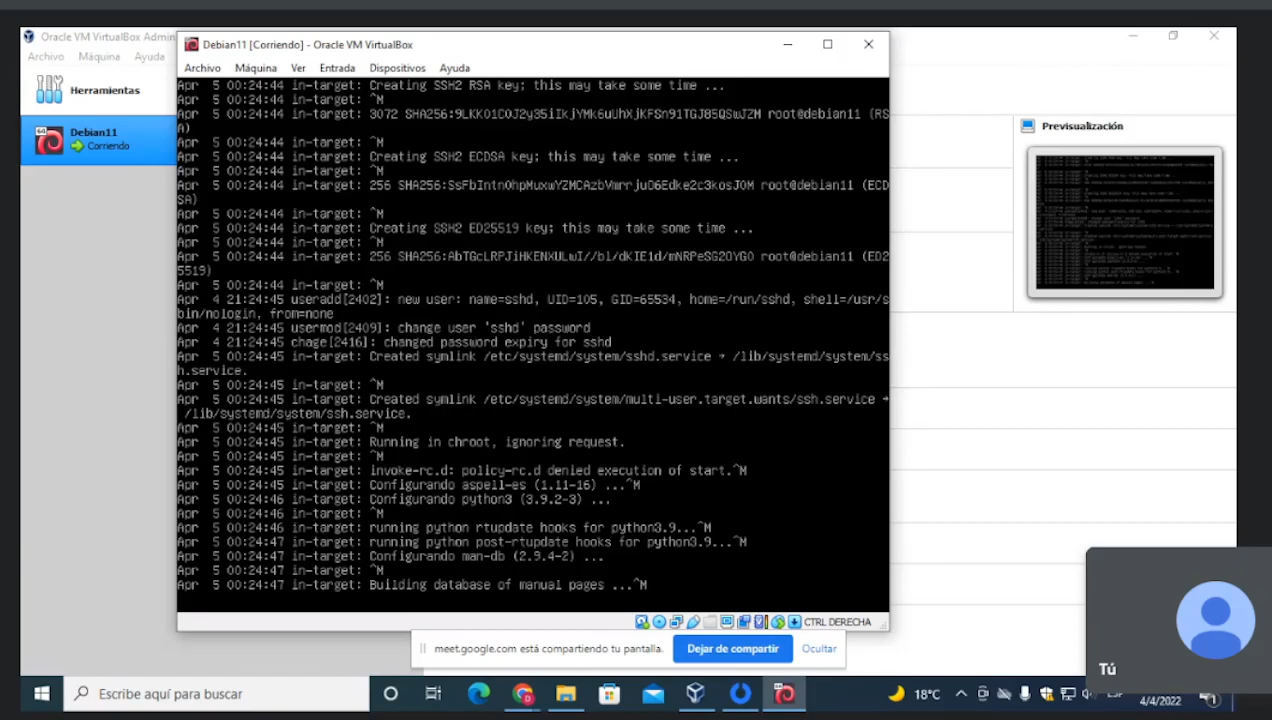 Oracle VM VirtualBox Admin
Archivo Máquina Ayuda
Herramientas
Debian11
Corriendo
Debian11 [Corriendo] - Oracle VM VirtualBox
Archivo Máquina Ver Entrada Dispositivos Ayuda
Apr 5 00:24:44 in-target: Creating SSH2 RSA key; this may take some time ...
Apr 5 00:24:44 in-target: ^M
Apr 5 00:24:44 in-target: 3072 root@debian11 (RS
A)
Apr 5 00:24:44 in-target: ^M
Apr 5 00:24:44 in-target: Creating SSH2 ECDSA key; this may take some time ...
Apr 5 00:24:44 in-target: ^M
Apr 5 00:24:44 in-target: 256 root@debian11 (ECD
SA)
Apr 5 00:24:44 in-target: ^M
Apr 5 00:24:44 in-target: Creating SSH2 ED25519 key; this may take some time ...
Apr 5 00:24:44 in-target: ^M
Apr 5 00:24:44 in-target: 256 root@debian11 (ED2
5519)
Apr 5 00:24:44 in-target: ^M
Apr 4 21:24:45 useradd[2402]: new user: name=sshd, UID=105, GID=65534, home=/run/sshd, shell=/usr/s
bin/nologin, from=none
Apr 4 21:24:45 usermod[2409]: change user 'sshd' password
Apr 4 21:24:45 chage[2416]: changed password expiry for sshd
Apr 5 00:24:45 in-target: Created symlink /etc/systemd/system/sshd.service → /lib/systemd/system/ss
h.service.
Apr 5 00:24:45 in-target: ^M
Apr 5 00:24:45 in-target: Created symlink /etc/systemd/system/multi-user.target.wants/ssh.service →
/lib/systemd/system/ssh.service.
Apr 5 00:24:45 in-target: ^M
Apr 5 00:24:45 in-target: Running in chroot, ignoring request.
Apr 5 00:24:45 in-target: ^M
Apr 5 00:24:45 in-target: invoke-rc.d: policy-rc.d denied execution of start.^M
Apr 5 00:24:45 in-target: Configurando aspell-es (1.11-16) ...^M
Apr 5 00:24:46 in-target: Configurando python3 (3.9.2-3) ...
Apr 5 00:24:46 in-target: ^M
Apr 5 00:24:46 in-target: running python rtupdate hooks for python3.9...^M
Apr 5 00:24:47 in-target: running python post-rtupdate hooks for python3.9...^M
Apr 5 00:24:47 in-target: Configurando man-db (2.9.4-2) ...
Apr 5 00:24:47 in-target: ^M
Apr 5 00:24:47 in-target: Building database of manual pages ...^M
CTRL DERECHA
Previsualización
meet.google.com está compartiendo tu pantalla.
Dejar de compartir
Ocultar
Tú
Escribe aquí para buscar
18°C
4/4/2022
1